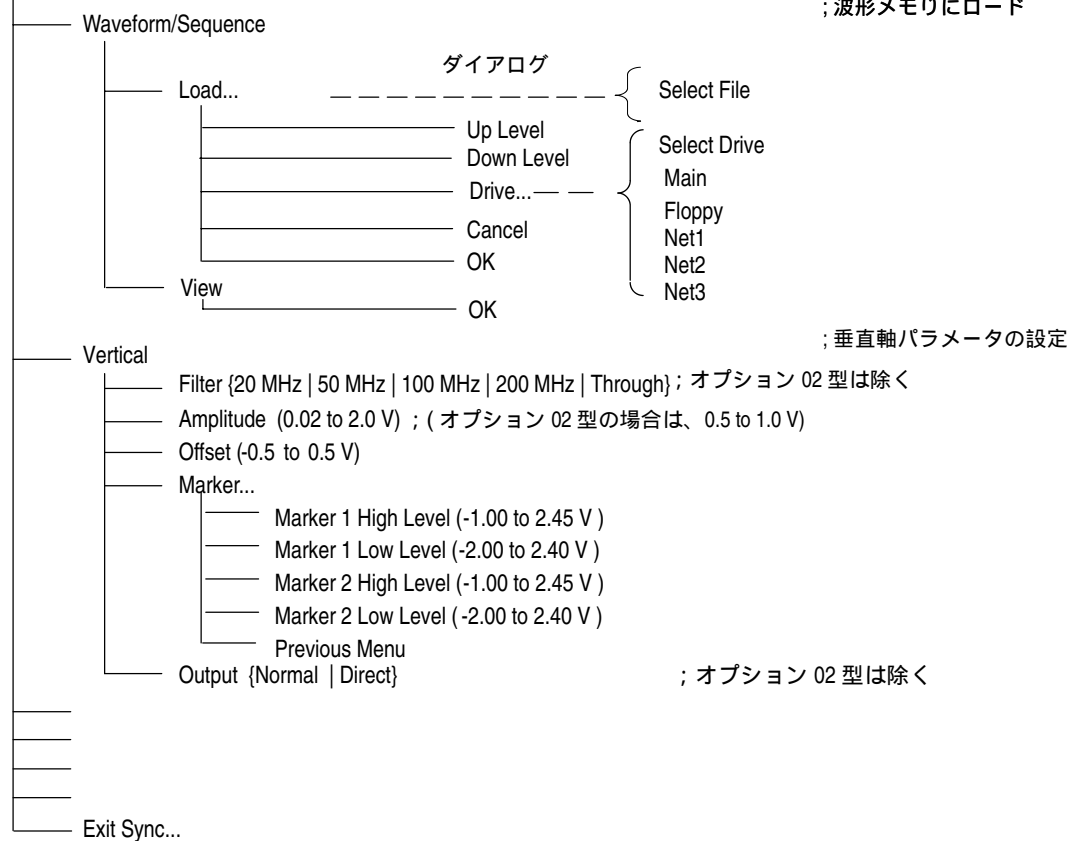 ;波形メモリにロード
Waveform/Sequence
ダイアログ
Load...
Select File
Up Level
Down Level
Select Drive
Drive...
Main
Floppy
Cancel
Net1
OK
Net2
View
Net3
OK
;垂直軸パラメータの設定
Vertical
Filter {20 MHz | 50 MHz | 100 MHz | 200 MHz | Through} ; オプション 02 型は除く
Amplitude (0.02 to 2.0 V) ; ( オプション 02 型の場合は、0.5 to 1.0 V)
Offset (-0.5 to 0.5 V)
Marker...
Marker 1 High Level (-1.00 to 2.45 V )
Marker 1 Low Level (-2.00 to 2.40 V )
Marker 2 High Level (-1.00 to 2.45 V )
Marker 2 Low Level ( -2.00 to 2.40 V )
Previous Menu
Output {Normal | Direct} ; オプション 02 型は除く
Exit Sync...